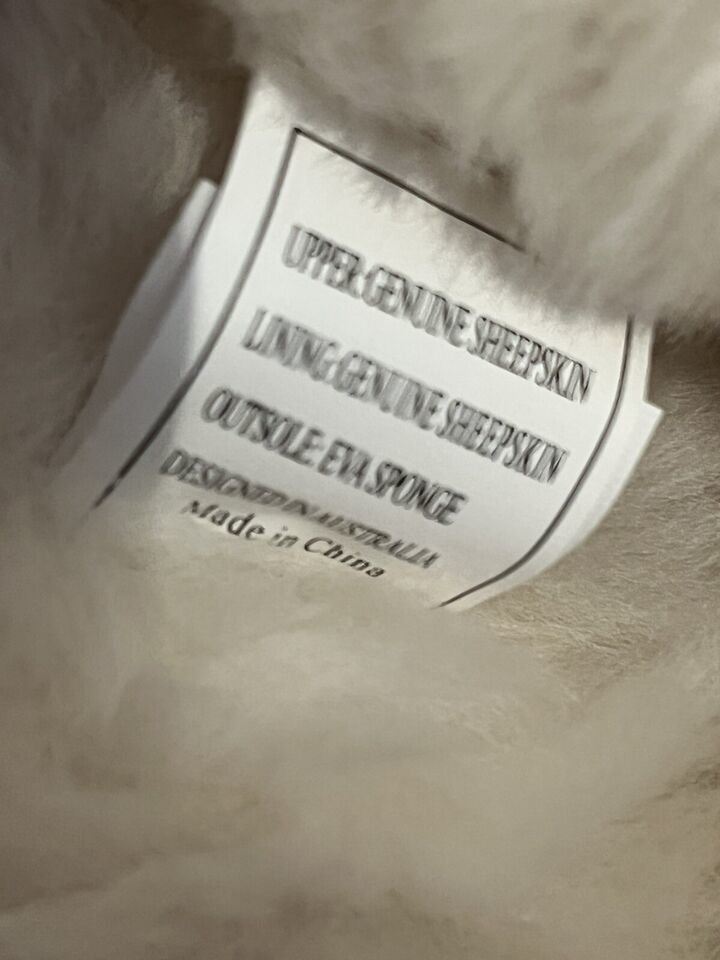 UPPER: GENUINE SHEEPSKIN
LINING: GENUINE SHEEPSKIN
OUTSOLE: EVA SPONGE
DESIGNED IN AUSTRALIA
Made in China